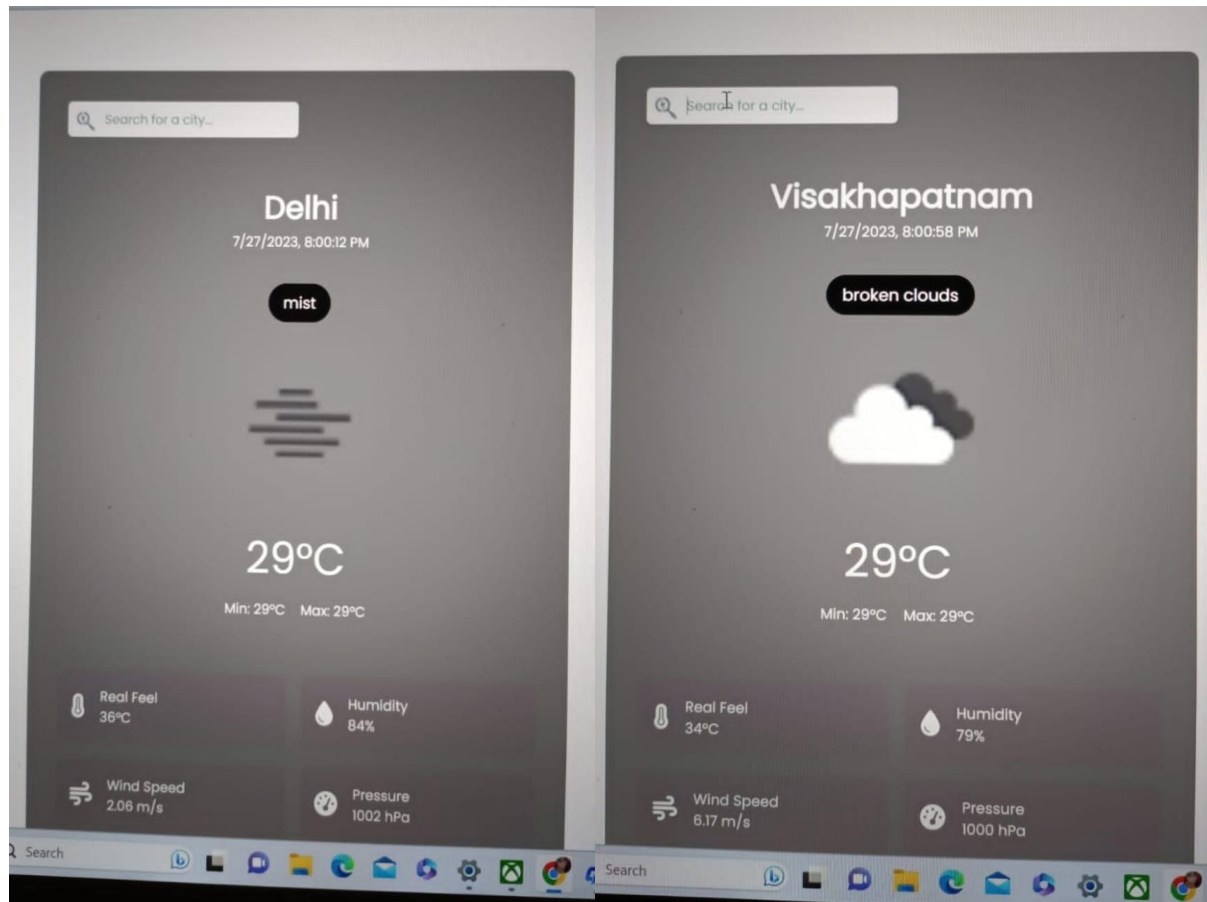 Search for a city...
Delhi
7/27/2023, 8:00:12 PM
mist
29°C
Min: 29°C Max: 29°C
Real Feel
36°C
Humidity
84%
Wind Speed
2.06 m/s
Pressure
1002 hPa
Search
Search for a city...
Visakhapatnam
7/27/2023, 8:00:58 PM
broken clouds
29°C
Min: 29°C Max: 29°C
Real Feel
34°C
Humidity
79%
Wind Speed
6.17 m/s
Pressure
1000 hPa
Search